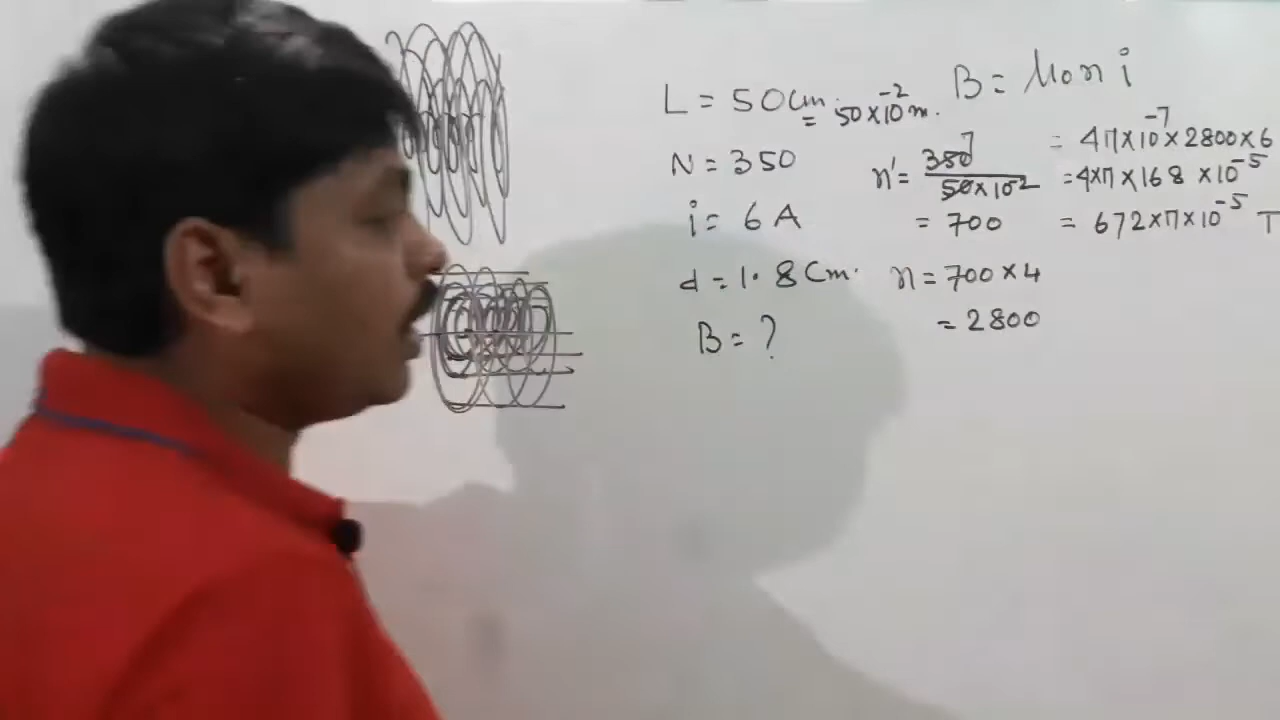 L = 50cm = 50×10⁻² m.
N = 350
i = 6 A
d = 1.8 Cm.
B = ?
n' = 350/50×10⁻²
= 700
n = 700×4
= 2800
B = μ₀ n i
= 4π×10⁻⁷×2800×6
= 4×π×168×10⁻⁵
= 672×π×10⁻⁵ T